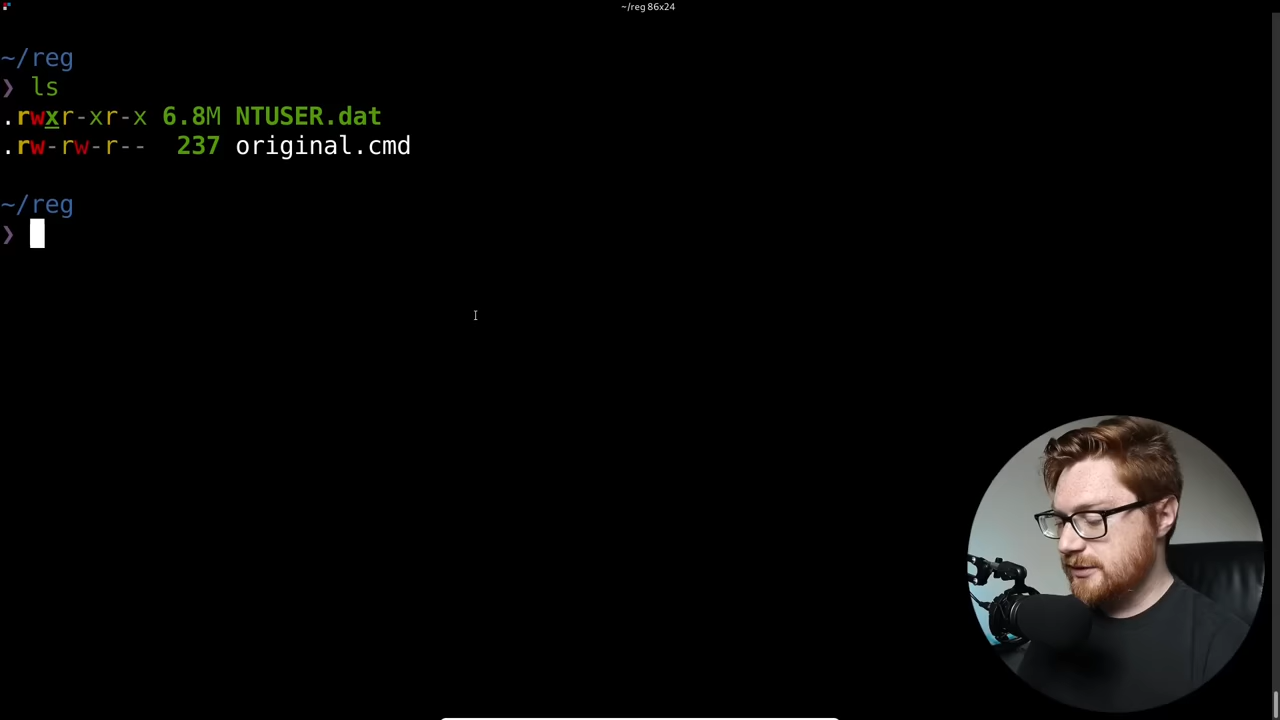 ~/reg 86x24
~/reg
❯ ls
.rwxr-xr-x 6.8M NTUSER.dat
.rw-rw-r-- 237 original.cmd
~/reg
❯